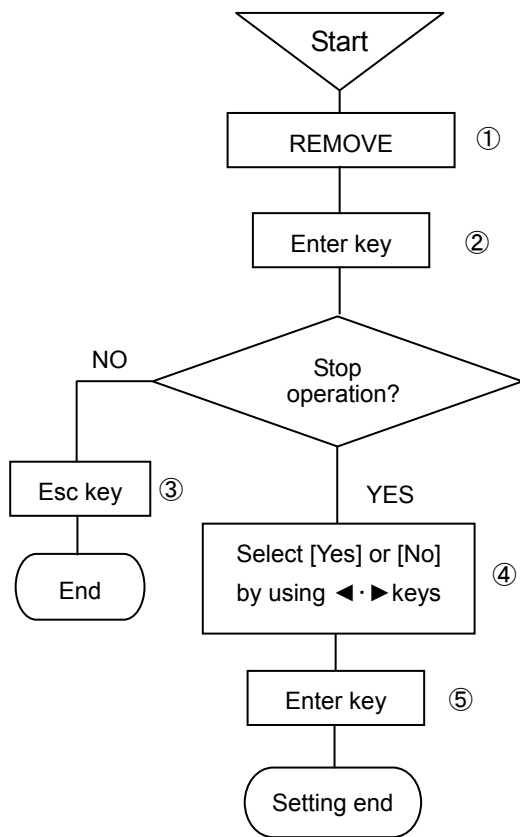 Start
REMOVE
①
Enter key
②
NO
Stop
operation?
Esc key
③
YES
End
Select [Yes] or [No]
by using ◄·►keys
④
Enter key
⑤
Setting end